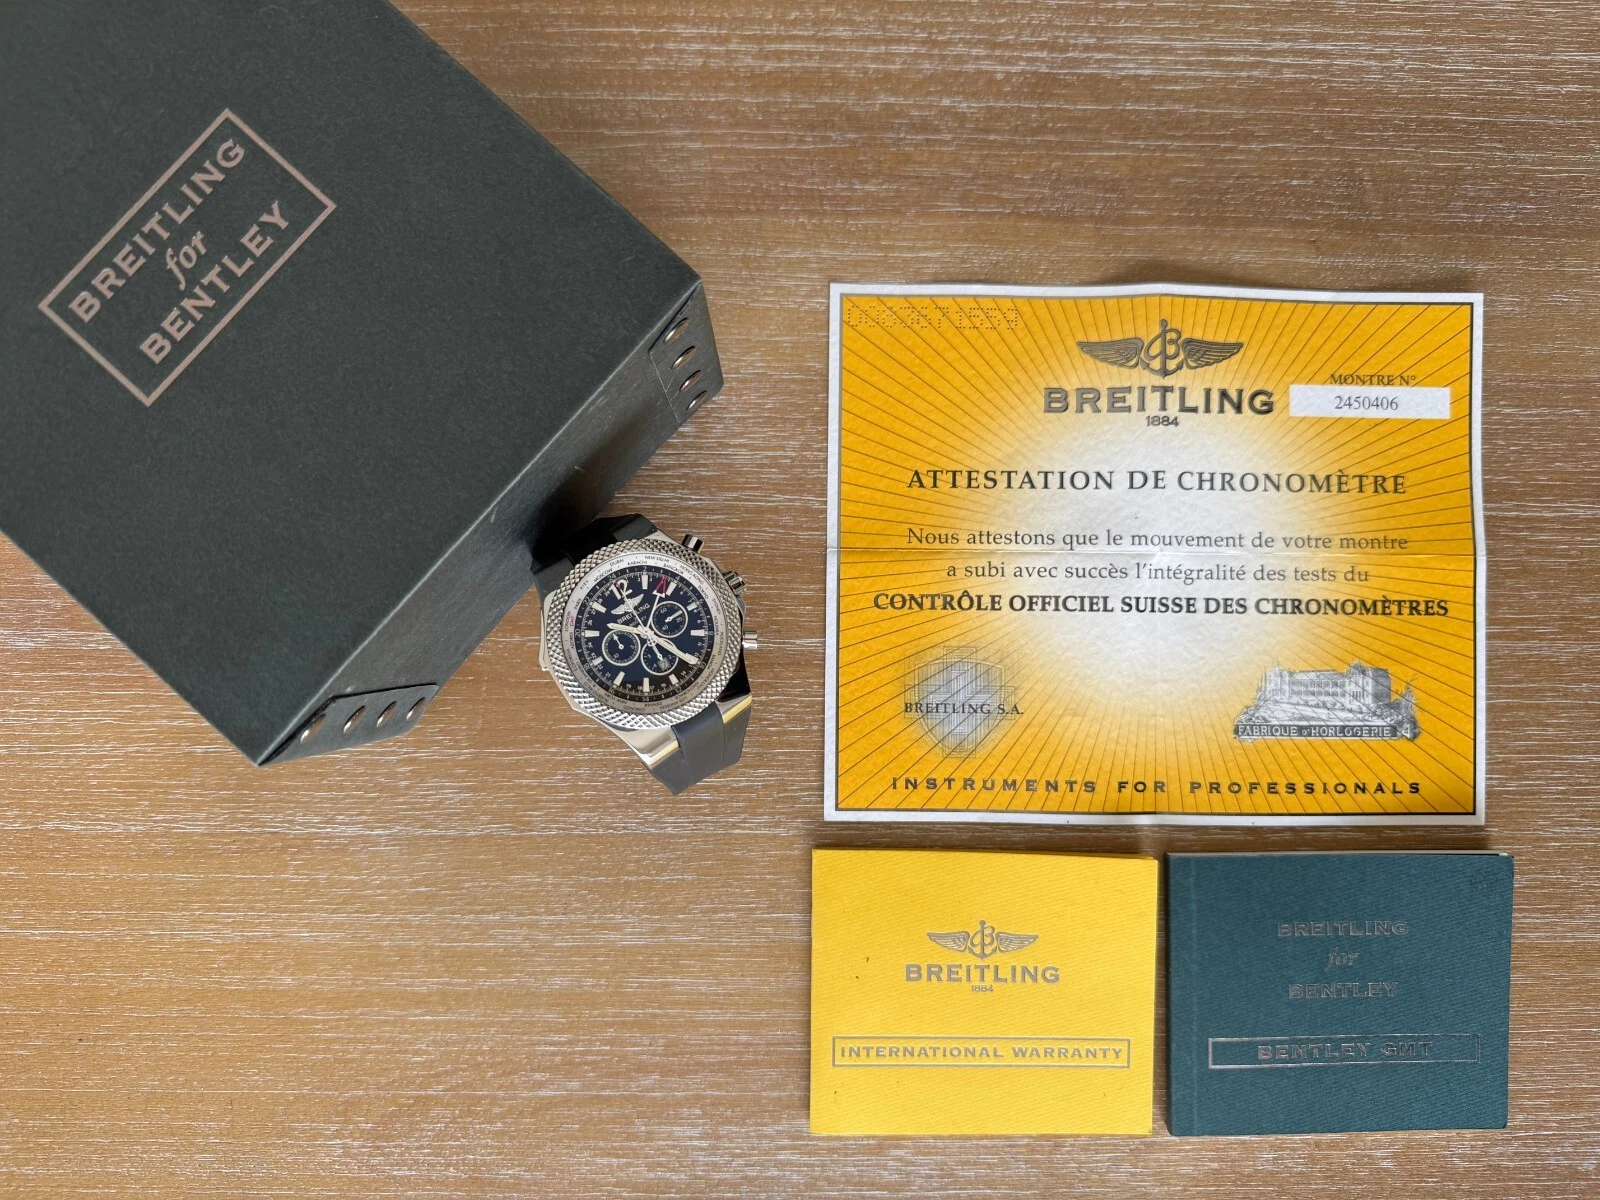 BREITLING
for
BENTLEY
BREITLING
BREITLING
1884
MONTRE Nº
2450406
ATTESTATION DE CHRONOMÈTRE
Nous attestons que le mouvement de votre montre
a subi avec succès l'intégralité des tests du
CONTRÔLE OFFICIEL SUISSE DES CHRONOMÈTRES
BREITLING S.A.
FABRIQUE D'HORLOGERIE
INSTRUMENTS FOR PROFESSIONALS
BREITLING
1884
INTERNATIONAL WARRANTY
BREITLING
for
BENTLEY
BENTLEY GMT